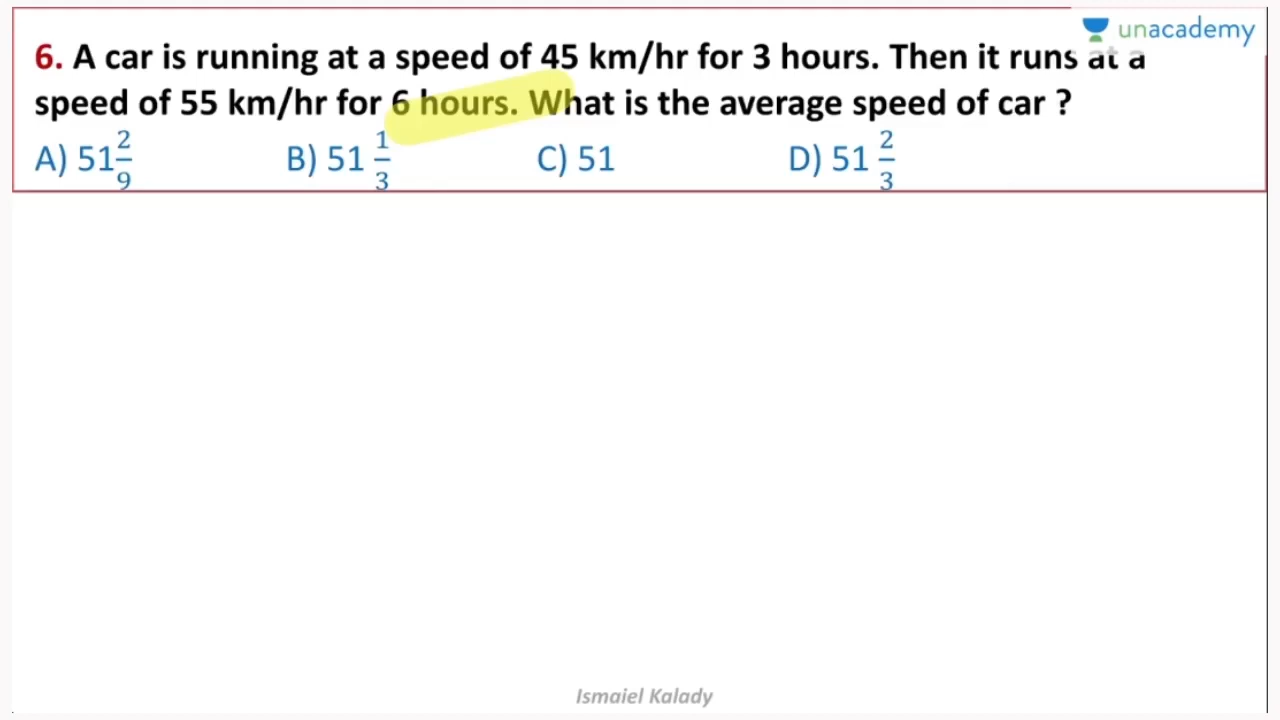 unacademy
6. A car is running at a speed of 45 km/hr for 3 hours. Then it runs at a
speed of 55 km/hr for 6 hours. What is the average speed of car ?
A) 51 2/9 B) 51 1/3 C) 51 D) 51 2/3
Ismaiel Kalady